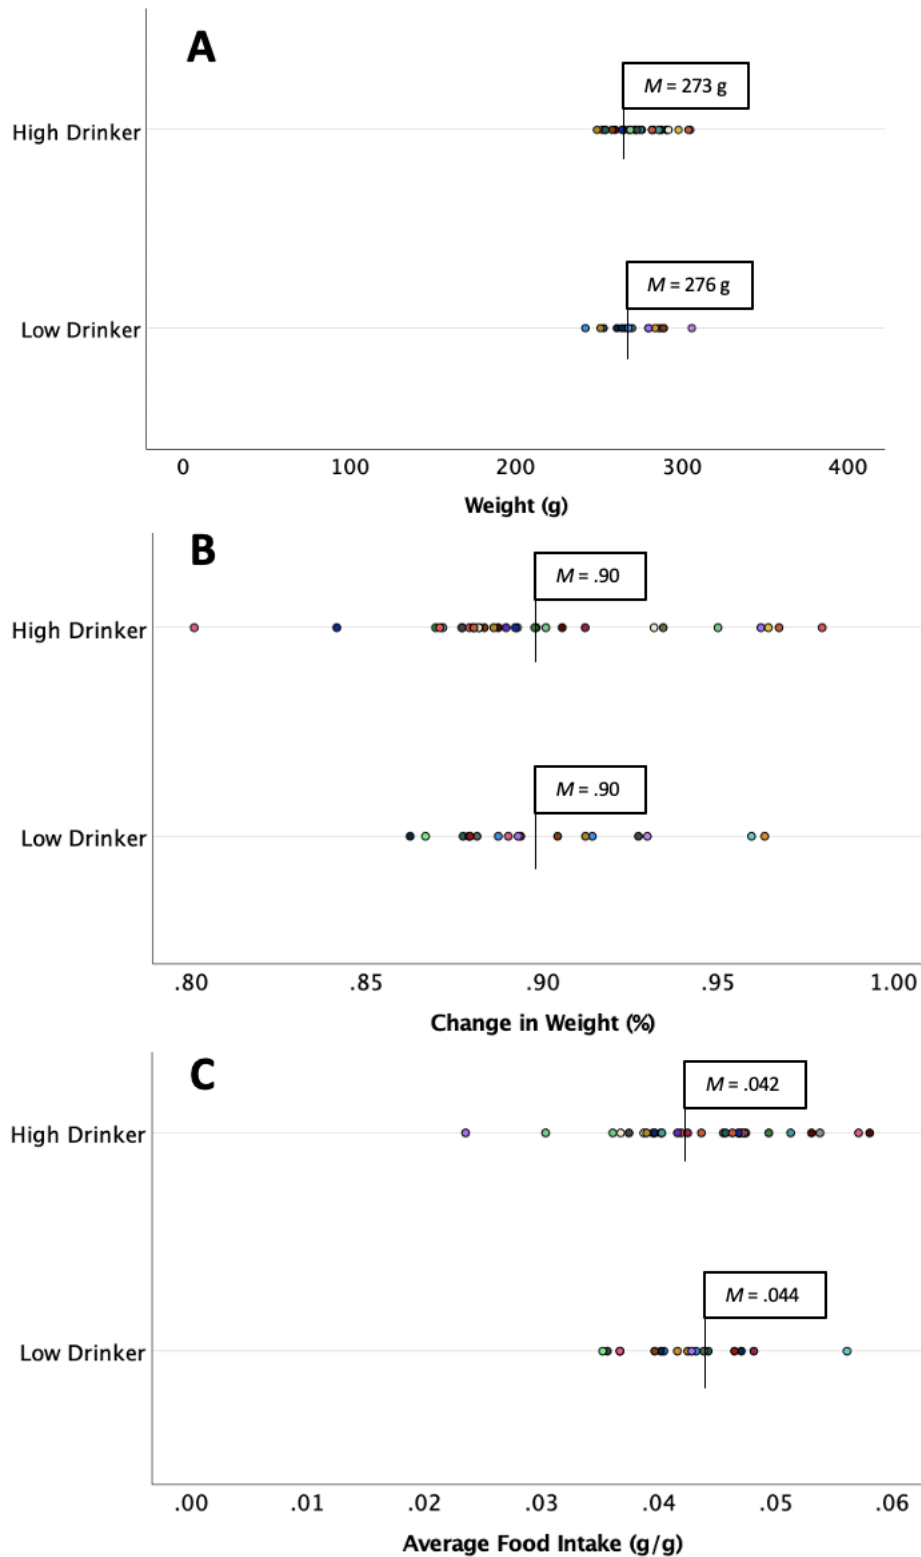 A
M = 273 g
High Drinker
M = 276 g
Low Drinker
0 100 200 300 400
Weight (g)
B
M = .90
High Drinker
M = .90
Low Drinker
.80 .85 .90 .95 1.00
Change in Weight (%)
C
M = .042
High Drinker
M = .044
Low Drinker
.00 .01 .02 .03 .04 .05 .06
Average Food Intake (g/g)